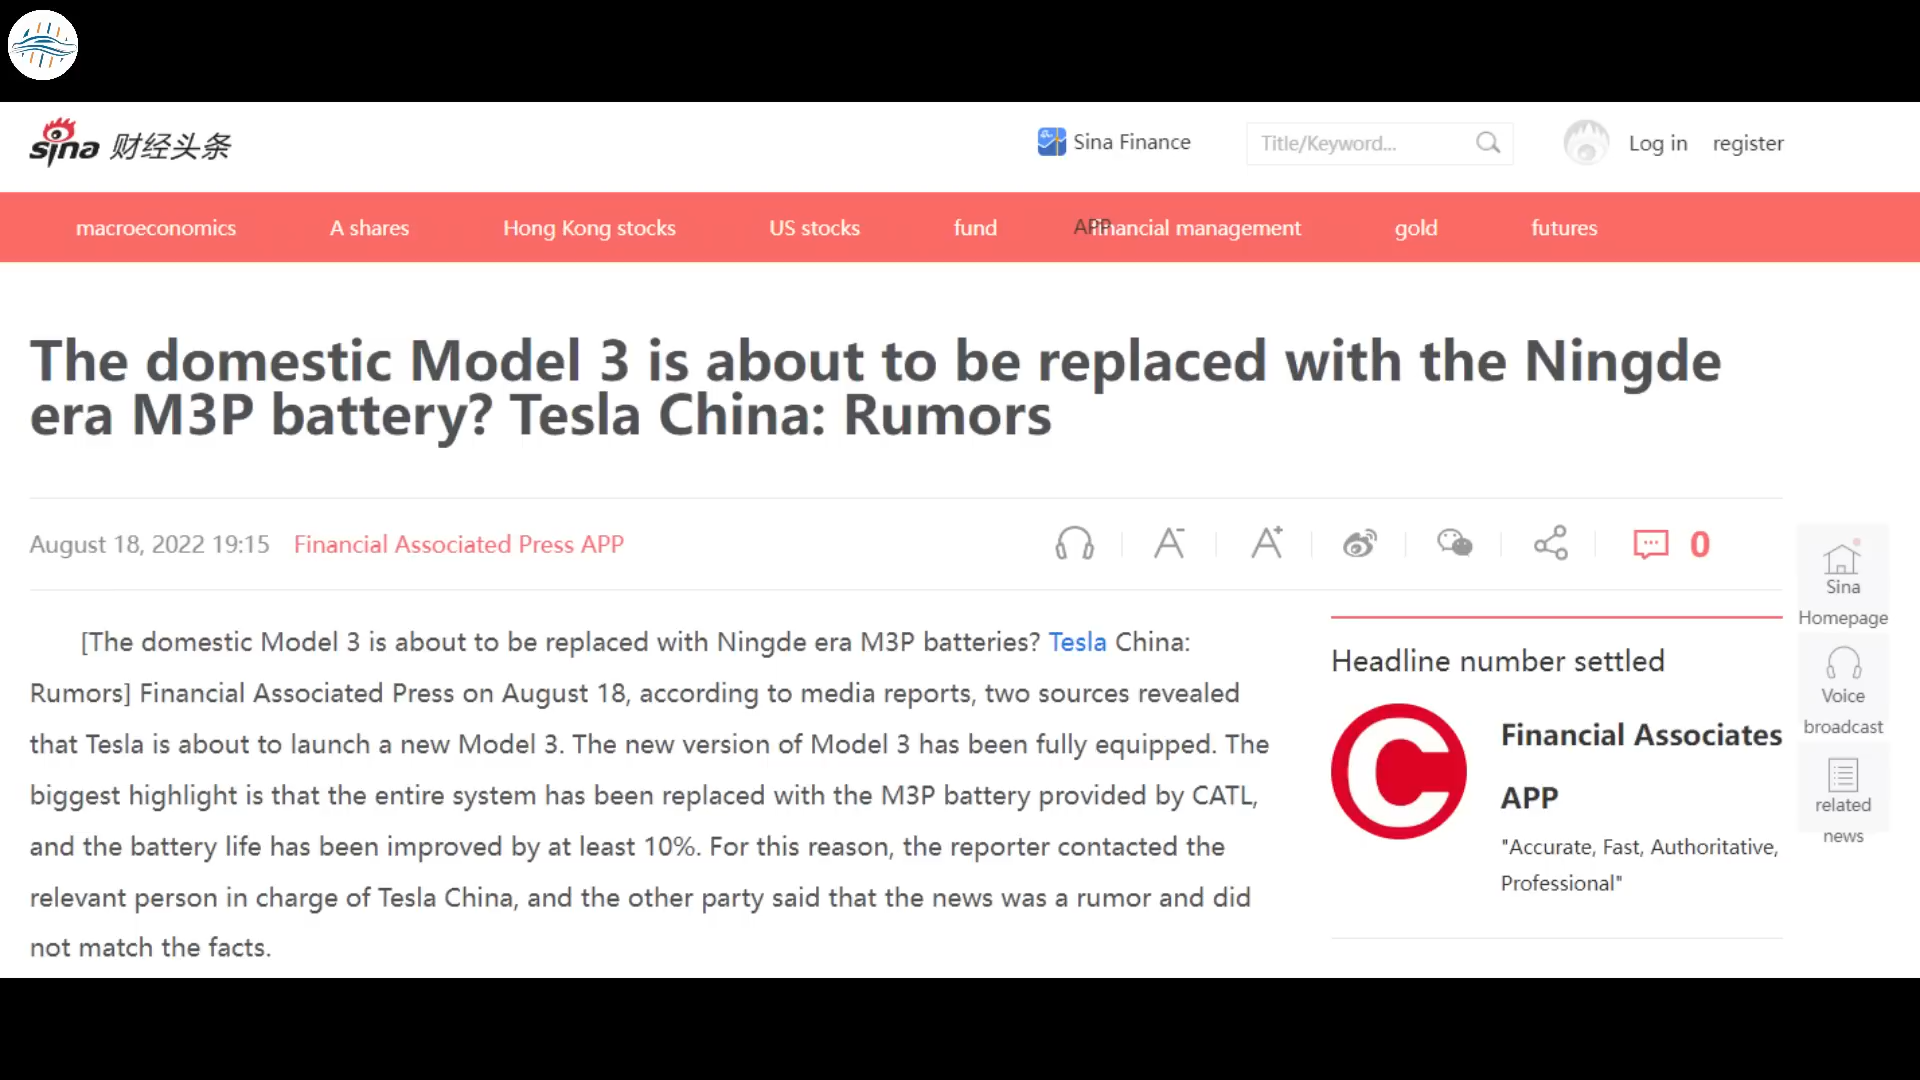 sina 财经头条
Sina Finance
Title/Keyword...
Log in
register
macroeconomics
A shares
Hong Kong stocks
US stocks
fund
APP
financial management
gold
futures
The domestic Model 3 is about to be replaced with the Ningde
era M3P battery? Tesla China: Rumors
August 18, 2022 19:15
Financial Associated Press APP
A-
A+
0
[The domestic Model 3 is about to be replaced with Ningde era M3P batteries? Tesla China:
Rumors] Financial Associated Press on August 18, according to media reports, two sources revealed
that Tesla is about to launch a new Model 3. The new version of Model 3 has been fully equipped. The
biggest highlight is that the entire system has been replaced with the M3P battery provided by CATL,
and the battery life has been improved by at least 10%. For this reason, the reporter contacted the
relevant person in charge of Tesla China, and the other party said that the news was a rumor and did
not match the facts.
Headline number settled
C
Financial Associates
APP
"Accurate, Fast, Authoritative,
Professional"
Sina
Homepage
Voice
broadcast
related
news